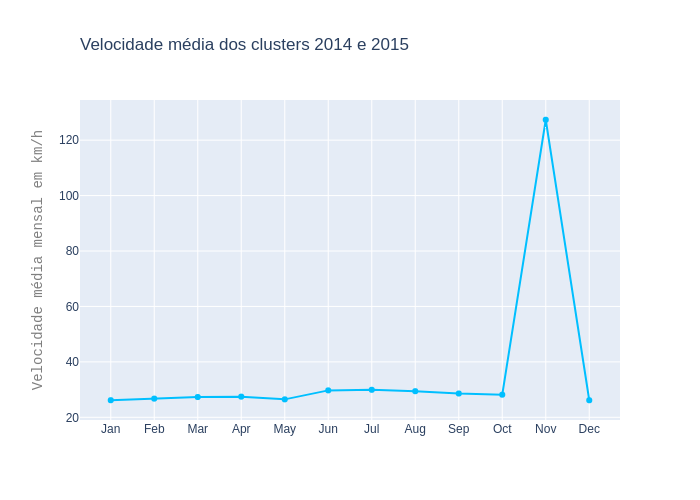 Velocidade média dos clusters 2014 e 2015
Velocidade média mensal em km/h
120
100
80
60
40
20
Jan Feb Mar Apr May Jun Jul Aug Sep Oct Nov Dec